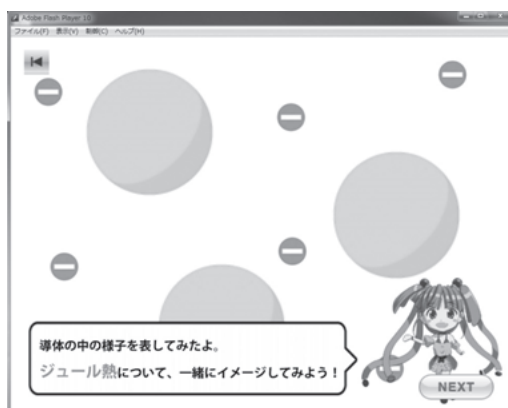 Adobe Flash Player 10
ファイル(F) 表示(V) 制御(C) ヘルプ(H)
導体の中の様子を表してみたよ。
ジュール熱について、一緒にイメージしてみよう！
NEXT